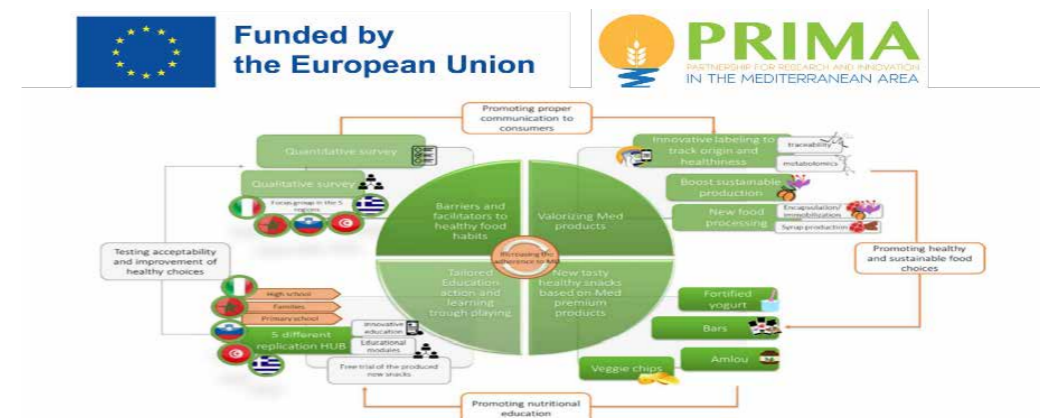 Funded by
the European Union
PRIMA
PARTNERSHIP FOR RESEARCH AND INNOVATION
IN THE MEDITERRANEAN AREA
Promoting proper
communication to
consumers
Quantitative survey
Qualitative survey
Focus group in the 5
regions
Barriers and
facilitators to
healthy food
habits
Valorizing Med
products
Innovative labeling to
track origin and
healthiness
traceability
metabolomics
Boost sustainable
production
New food
processing
Encapsulation/
immobilization
Syrup production
Testing acceptability
and improvement of
healthy choices
Promoting healthy
and sustainable food
choices
Increasing the
adherence to MD
Tailored
Education-
action and
learning
trough playing
New tasty
healthy snacks
based on Med
premium
products
High school
Families
Primary school
5 different
replication HUB
Innovative
education
Educational
modules
Free trial of the produced
new snacks
Fortified
yogurt
Bars
Amlou
Veggie chips
Promoting nutritional
education